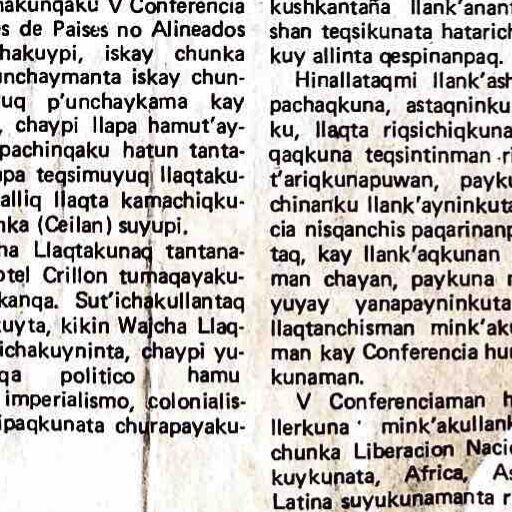 hakunqaku V Conferencia
s de Paises no Alineados
hakuypi, iskay chunka
unchaymanta iskay chun-
uq p'unchaykama kay
, chaypi llapa hamut'ay-
pachinqaku hatun tanta-
apa teqsimuyuq llaqtaku-
alliq llaqta kamachiqku-
nka (Ceilan) suyupi.
ha Llaqtakunaq tantana-
otel Crillon tumaqayaku-
kanqa. Sut'ichakullantaq
kuyta, kikin Wajcha Llaq-
ichakuyninta, chaypi yu-
qa politico hamu
imperialismo, colonialis-
ipaqkunata churapayaku-
kushkantaña llank'anant
shan teqsikunata hatarich
kuy allinta qespinanpaq.
Hinallataqmi llank'ash
pachaqkuna, astaqninku
ku, llaqta riqsichiqkuna
qaqkuna teqsintinman ri
t'ariqkunapuwan, payku
chinanku llank'ayninkuta
cia nisqanchis paqarinanp
taq, kay llank'aqkunan
man chayan, paykuna
yuyay yanapayninkuta
llaqtanchisman mink'aku
man kay Conferencia hu
kunaman.
V Conferenciaman h
llerkuna mink'akullank
chunka Liberacion Nacio
kuykunata, Africa, As
Latina suyukunamanta r